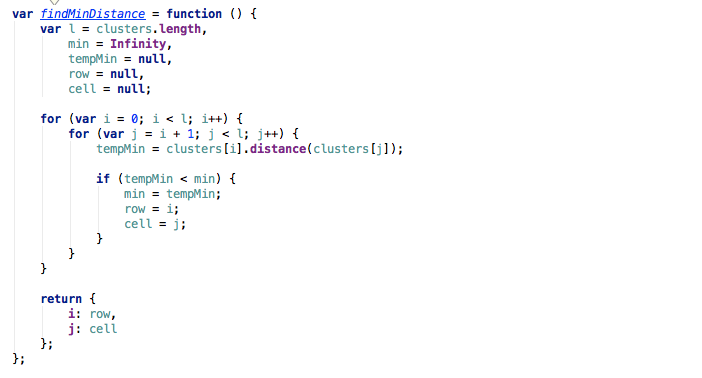 var findMinDistance = function () {
    var l = clusters.length,
        min = Infinity,
        tempMin = null,
        row = null,
        cell = null;

    for (var i = 0; i < l; i++) {
        for (var j = i + 1; j < l; j++) {
            tempMin = clusters[i].distance(clusters[j]);

            if (tempMin < min) {
                min = tempMin;
                row = i;
                cell = j;
            }
        }
    }

    return {
        i: row,
        j: cell
    };
};